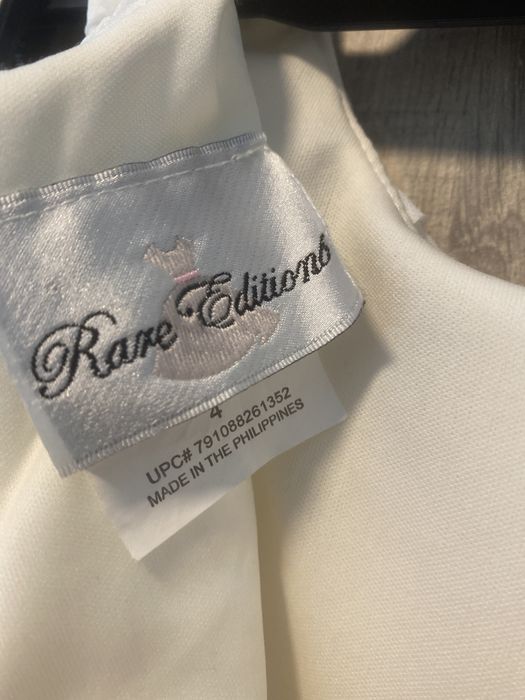 Rare Editions
4
UPC# 791088261352
MADE IN THE PHILIPPINES